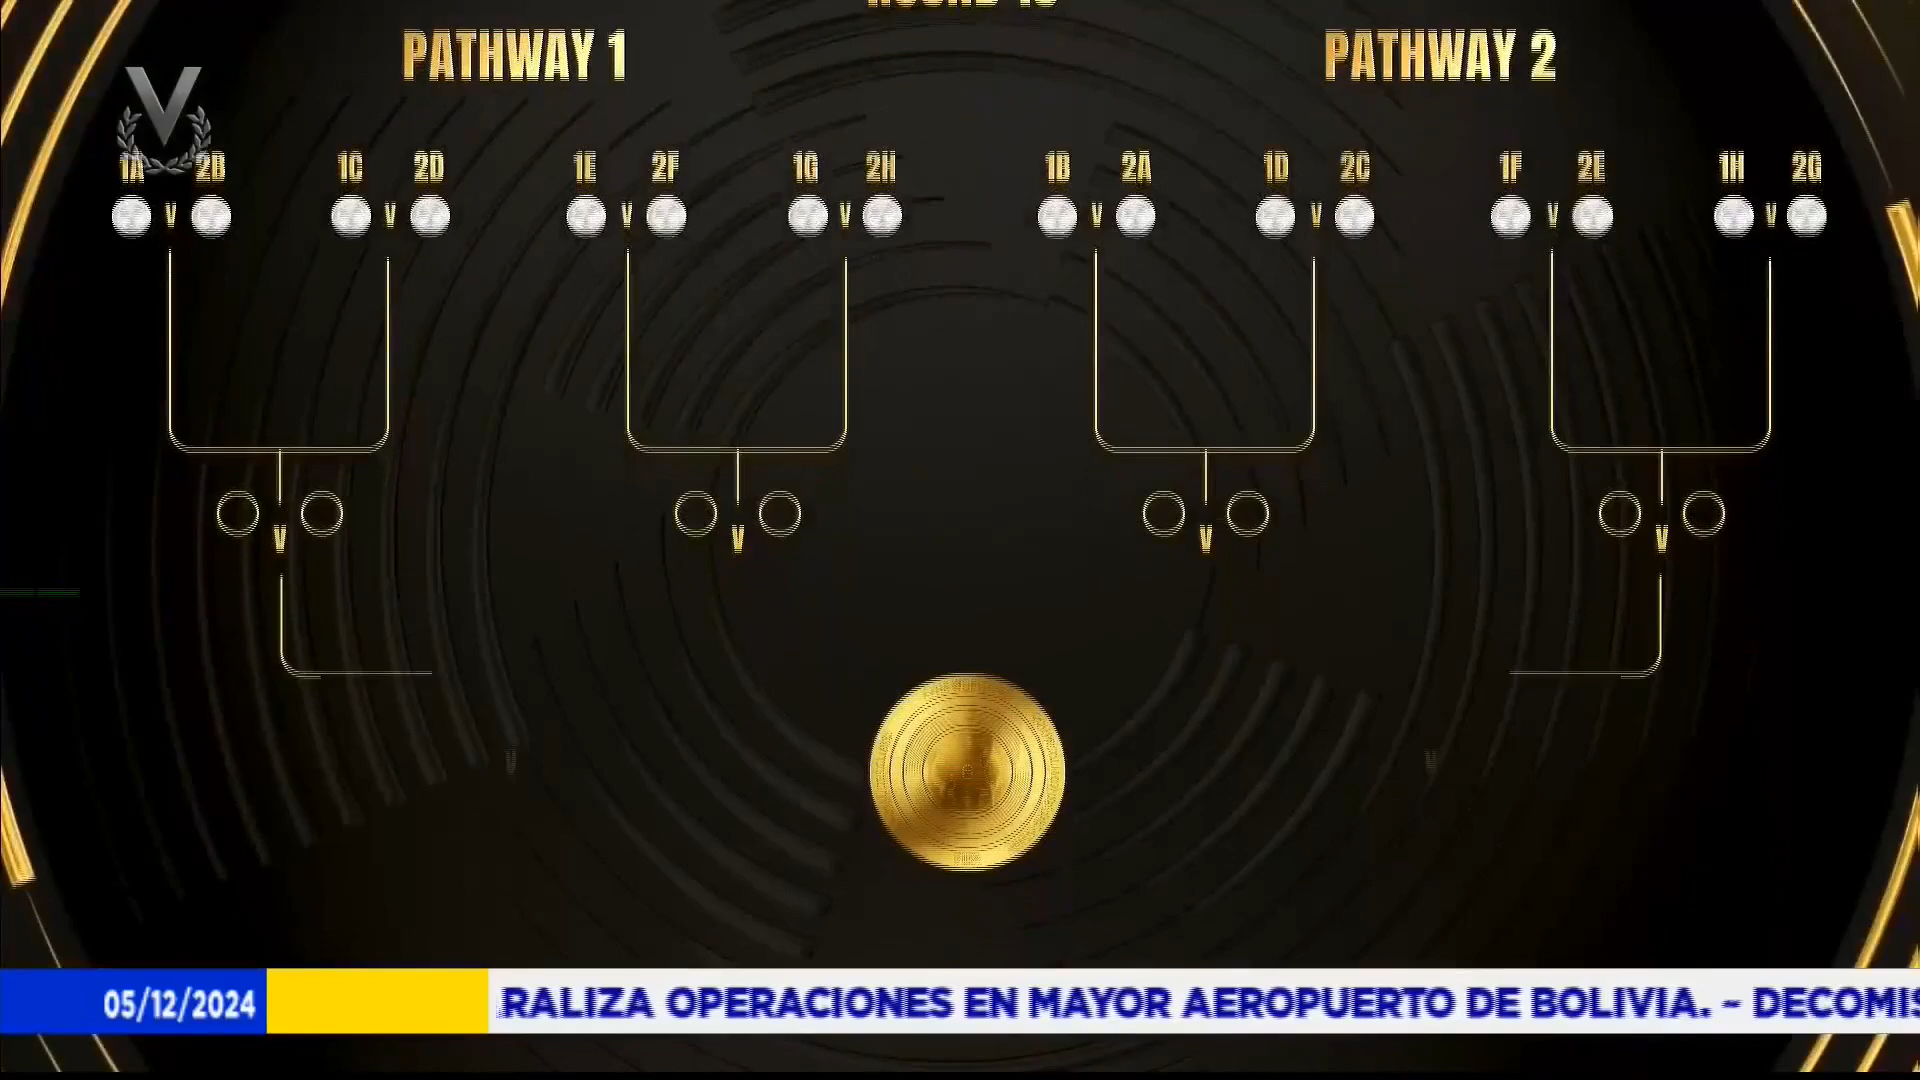 PATHWAY 1
PATHWAY 2
1A 2B 1C 2D 1E 2F 1G 2H 1B 2A 1D 2C 1F 2E 1H 2G
V V V V V V V V
V V V V
V V
05/12/2024 RALIZA OPERACIONES EN MAYOR AEROPUERTO DE BOLIVIA. - DECOMIS